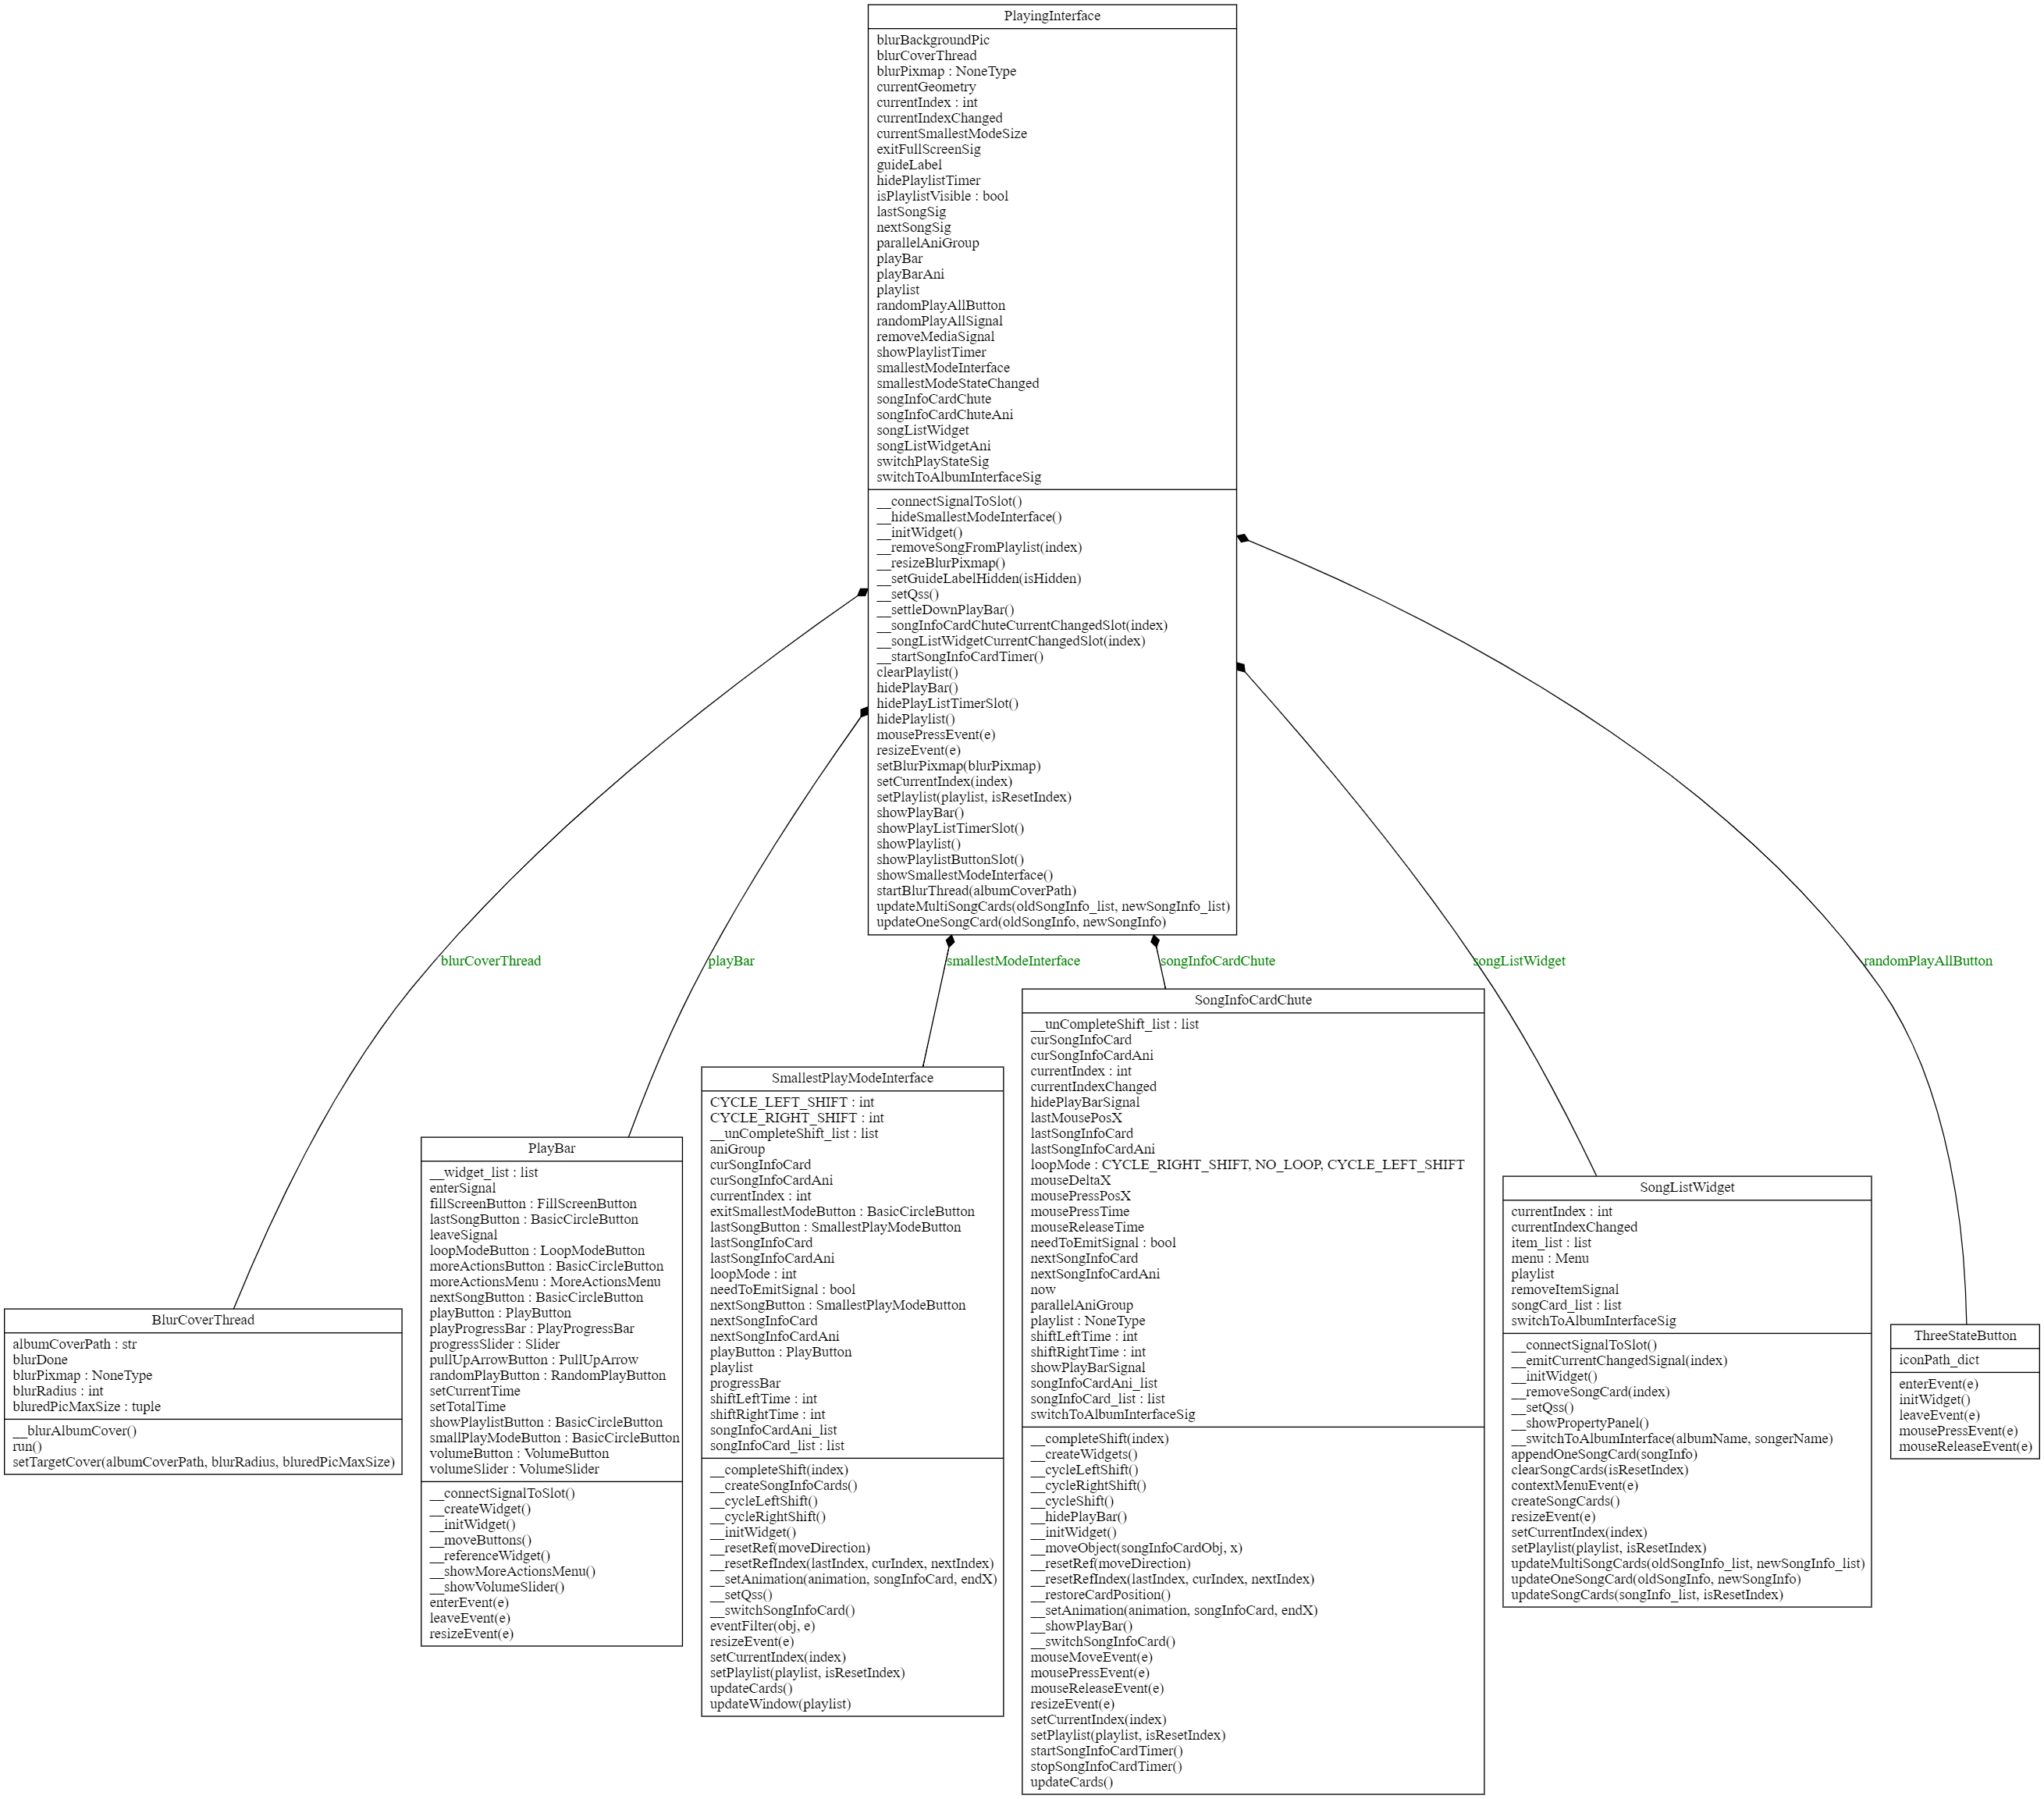 PlayingInterface
blurBackgroundPic
blurCoverThread
blurPixmap : NoneType
currentGeometry
currentIndex : int
currentIndexChanged
currentSmallestModeSize
exitFullScreenSig
guideLabel
hidePlaylistTimer
isPlaylistVisible : bool
lastSongSig
nextSongSig
parallelAniGroup
playBar
playBarAni
playlist
randomPlayAllButton
randomPlayAllSignal
removeMediaSignal
showPlaylistTimer
smallestModeInterface
smallestModeStateChanged
songInfoCardChute
songInfoCardChuteAni
songListWidget
songListWidgetAni
switchPlayStateSig
switchToAlbumInterfaceSig
__connectSignalToSlot()
__hideSmallestModeInterface()
__initWidget()
__removeSongFromPlaylist(index)
__resizeBlurPixmap()
__setGuideLabelHidden(isHidden)
__setQss()
__settleDownPlayBar()
__songInfoCardChuteCurrentChangedSlot(index)
__songListWidgetCurrentChangedSlot(index)
__startSongInfoCardTimer()
clearPlaylist()
hidePlayBar()
hidePlayListTimerSlot()
hidePlaylist()
mousePressEvent(e)
resizeEvent(e)
setBlurPixmap(blurPixmap)
setCurrentIndex(index)
setPlaylist(playlist, isResetIndex)
showPlayBar()
showPlayListTimerSlot()
showPlaylist()
showPlaylistButtonSlot()
showSmallestModeInterface()
startBlurThread(albumCoverPath)
updateMultiSongCards(oldSongInfo_list, newSongInfo_list)
updateOneSongCard(oldSongInfo, newSongInfo)
blurCoverThread
playBar
smallestModeInterface
songInfoCardChute
songListWidget
randomPlayAllButton
BlurCoverThread
albumCoverPath : str
blurDone
blurPixmap : NoneType
blurRadius : int
bluredPicMaxSize : tuple
__blurAlbumCover()
run()
setTargetCover(albumCoverPath, blurRadius, bluredPicMaxSize)
PlayBar
__widget_list : list
enterSignal
fillScreenButton : FillScreenButton
lastSongButton : BasicCircleButton
leaveSignal
loopModeButton : LoopModeButton
moreActionsButton : BasicCircleButton
moreActionsMenu : MoreActionsMenu
nextSongButton : BasicCircleButton
playButton : PlayButton
playProgressBar : PlayProgressBar
progressSlider : Slider
pullUpArrowButton : PullUpArrow
randomPlayButton : RandomPlayButton
setCurrentTime
setTotalTime
showPlaylistButton : BasicCircleButton
smallPlayModeButton : BasicCircleButton
volumeButton : VolumeButton
volumeSlider : VolumeSlider
__connectSignalToSlot()
__createWidget()
__initWidget()
__moveButtons()
__referenceWidget()
__showMoreActionsMenu()
__showVolumeSlider()
enterEvent(e)
leaveEvent(e)
resizeEvent(e)
SmallestPlayModeInterface
CYCLE_LEFT_SHIFT : int
CYCLE_RIGHT_SHIFT : int
__unCompleteShift_list : list
aniGroup
curSongInfoCard
curSongInfoCardAni
currentIndex : int
exitSmallestModeButton : BasicCircleButton
lastSongButton : SmallestPlayModeButton
lastSongInfoCard
lastSongInfoCardAni
loopMode : int
needToEmitSignal : bool
nextSongButton : SmallestPlayModeButton
nextSongInfoCard
nextSongInfoCardAni
playButton : PlayButton
playlist
progressBar
shiftLeftTime : int
shiftRightTime : int
songInfoCardAni_list
songInfoCard_list : list
__completeShift(index)
__createSongInfoCards()
__cycleLeftShift()
__cycleRightShift()
__initWidget()
__resetRef(moveDirection)
__resetRefIndex(lastIndex, curIndex, nextIndex)
__setAnimation(animation, songInfoCard, endX)
__setQss()
__switchSongInfoCard()
eventFilter(obj, e)
resizeEvent(e)
setCurrentIndex(index)
setPlaylist(playlist, isResetIndex)
updateCards()
updateWindow(playlist)
SongInfoCardChute
__unCompleteShift_list : list
curSongInfoCard
curSongInfoCardAni
currentIndex : int
currentIndexChanged
hidePlayBarSignal
lastMousePosX
lastSongInfoCard
lastSongInfoCardAni
loopMode : CYCLE_RIGHT_SHIFT, NO_LOOP, CYCLE_LEFT_SHIFT
mouseDeltaX
mousePressPosX
mousePressTime
mouseReleaseTime
needToEmitSignal : bool
nextSongInfoCard
nextSongInfoCardAni
now
parallelAniGroup
playlist : NoneType
shiftLeftTime : int
shiftRightTime : int
showPlayBarSignal
songInfoCardAni_list
songInfoCard_list : list
switchToAlbumInterfaceSig
__completeShift(index)
__createWidgets()
__cycleLeftShift()
__cycleRightShift()
__cycleShift()
__hidePlayBar()
__initWidget()
__moveObject(songInfoCardObj, x)
__resetRef(moveDirection)
__resetRefIndex(lastIndex, curIndex, nextIndex)
__restoreCardPosition()
__setAnimation(animation, songInfoCard, endX)
__showPlayBar()
__switchSongInfoCard()
mouseMoveEvent(e)
mousePressEvent(e)
mouseReleaseEvent(e)
resizeEvent(e)
setCurrentIndex(index)
setPlaylist(playlist, isResetIndex)
startSongInfoCardTimer()
stopSongInfoCardTimer()
updateCards()
SongListWidget
currentIndex : int
currentIndexChanged
item_list : list
menu : Menu
playlist
removeItemSignal
songCard_list : list
switchToAlbumInterfaceSig
__connectSignalToSlot()
__emitCurrentChangedSignal(index)
__initWidget()
__removeSongCard(index)
__setQss()
__showPropertyPanel()
__switchToAlbumInterface(albumName, songerName)
appendOneSongCard(songInfo)
clearSongCards(isResetIndex)
contextMenuEvent(e)
createSongCards()
resizeEvent(e)
setCurrentIndex(index)
setPlaylist(playlist, isResetIndex)
updateMultiSongCards(oldSongInfo_list, newSongInfo_list)
updateOneSongCard(oldSongInfo, newSongInfo)
updateSongCards(songInfo_list, isResetIndex)
ThreeStateButton
iconPath_dict
enterEvent(e)
initWidget()
leaveEvent(e)
mousePressEvent(e)
mouseReleaseEvent(e)